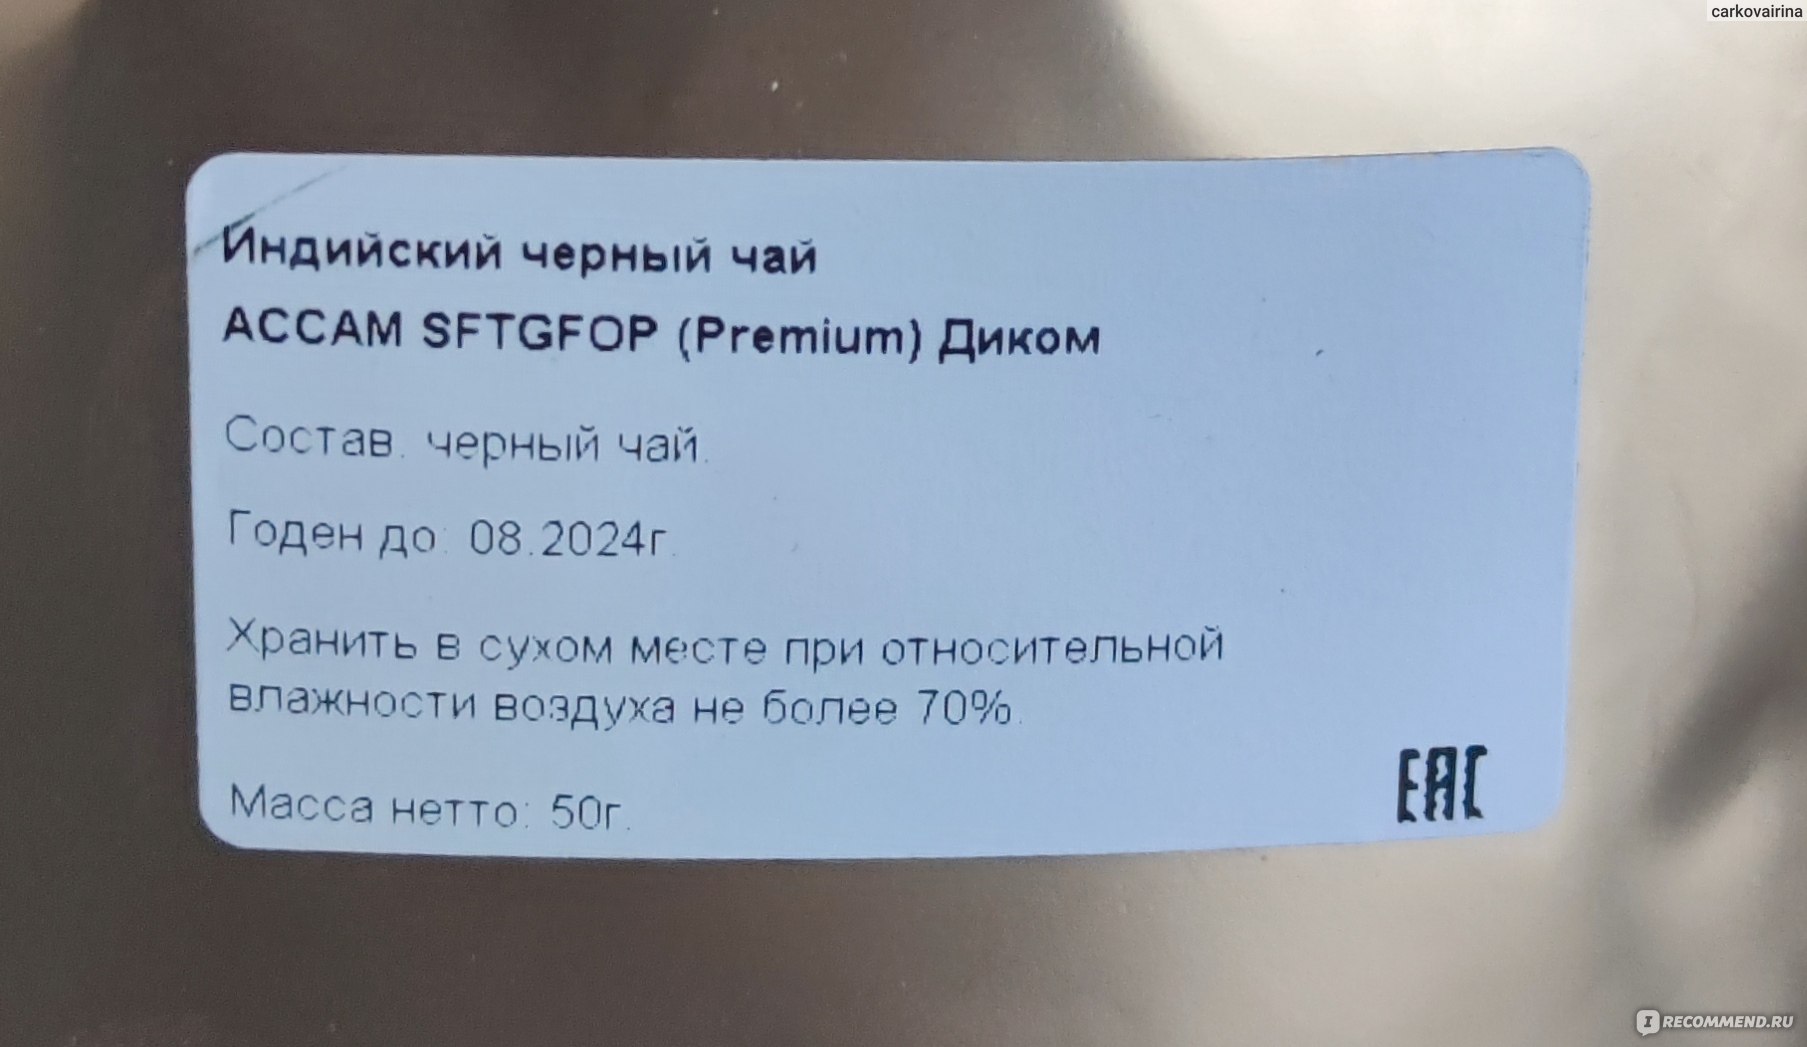 carkovairina
Индийский черный чай
АССАМ SFTGFOP (Premium) Диком
Состав: черный чай.
Годен до: 08.2024г.
Хранить в сухом месте при относительной
влажности воздуха не более 70%.
Масса нетто: 50г.
ЕАС
IRECOMMEND.RU